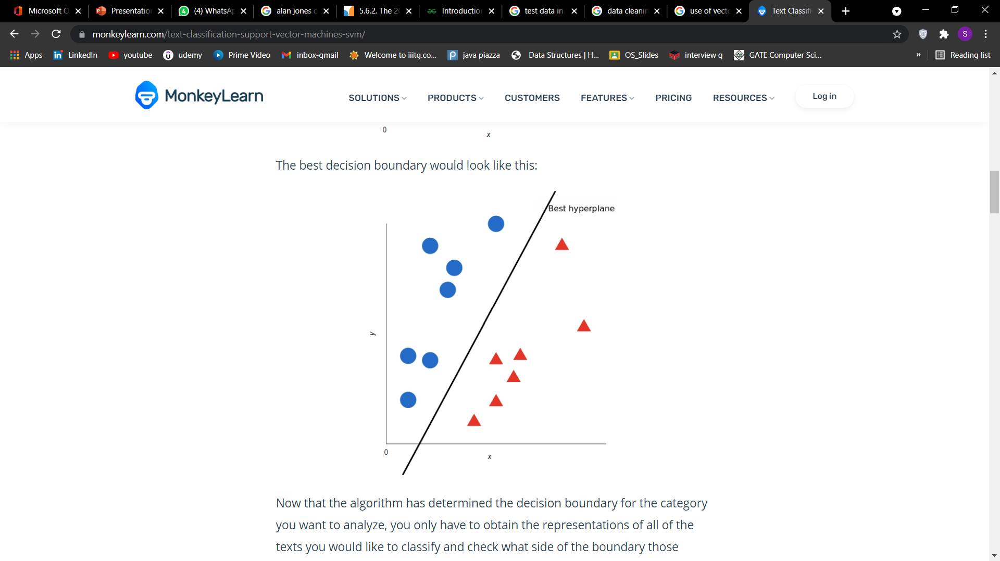 Microsoft O
Presentation
(4) WhatsAp
alan jones c
5.6.2. The 20
Introduction
test data in
data cleanin
use of vecto
Text Classifi
monkeylearn.com/text-classification-support-vector-machines-svm/
S
Apps
LinkedIn
youtube
udemy
Prime Video
inbox-gmail
Welcome to iiitg.co...
java piazza
Data Structures | H...
OS_Slides
interview q
GATE Computer Sci...
»
Reading list
MonkeyLearn
SOLUTIONS
PRODUCTS
CUSTOMERS
FEATURES
PRICING
RESOURCES
Log in
0
x
The best decision boundary would look like this:
Best hyperplane
y
0
x
Now that the algorithm has determined the decision boundary for the category
you want to analyze, you only have to obtain the representations of all of the
texts you would like to classify and check what side of the boundary those